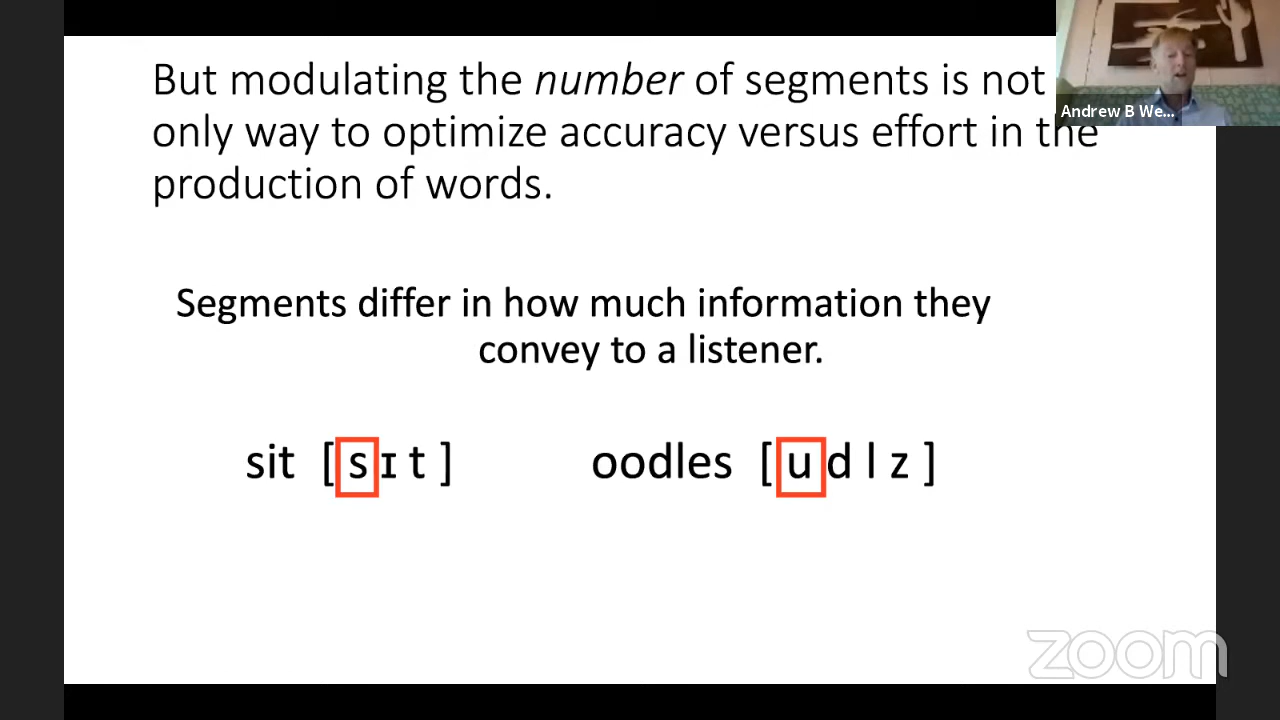 But modulating the number of segments is not
only way to optimize accuracy versus effort in the
production of words.
Andrew B We...
Segments differ in how much information they
convey to a listener.
sit [ s ɪ t ] oodles [ u d l z ]
zoom